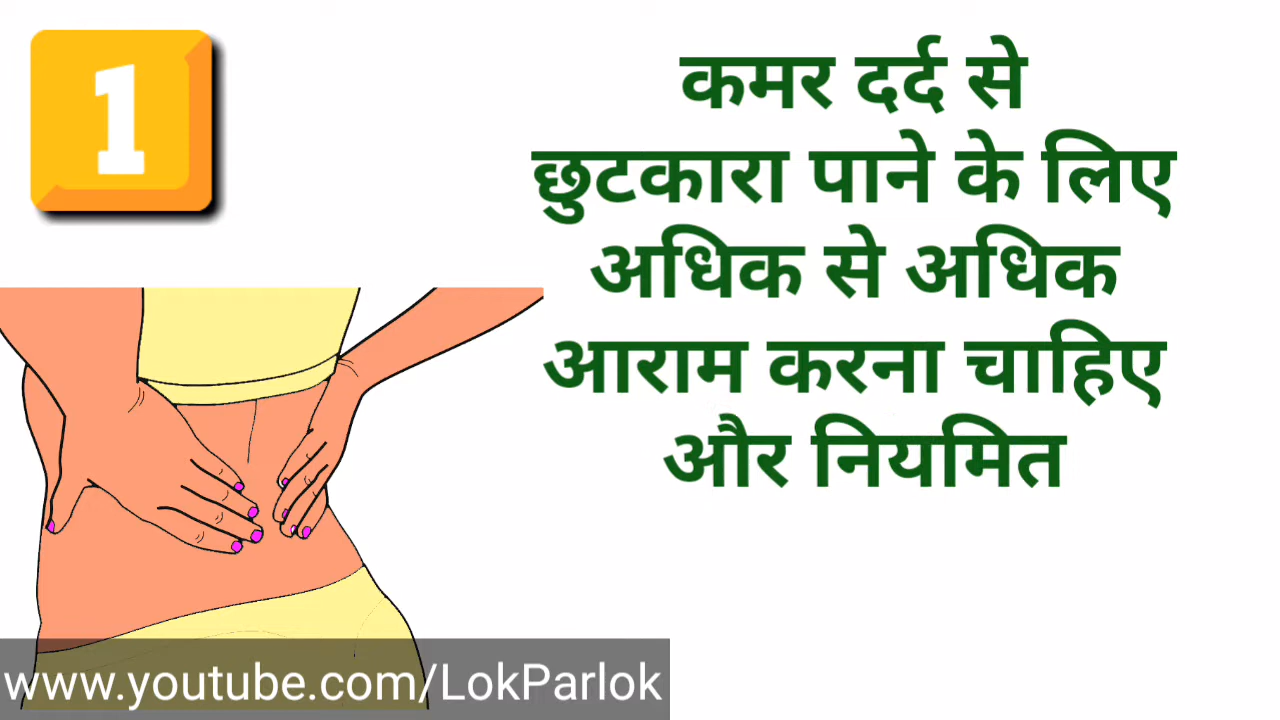 1
कमर दर्द से
छुटकारा पाने के लिए
अधिक से अधिक
आराम करना चाहिए
और नियमित
www.youtube.com/LokParlok